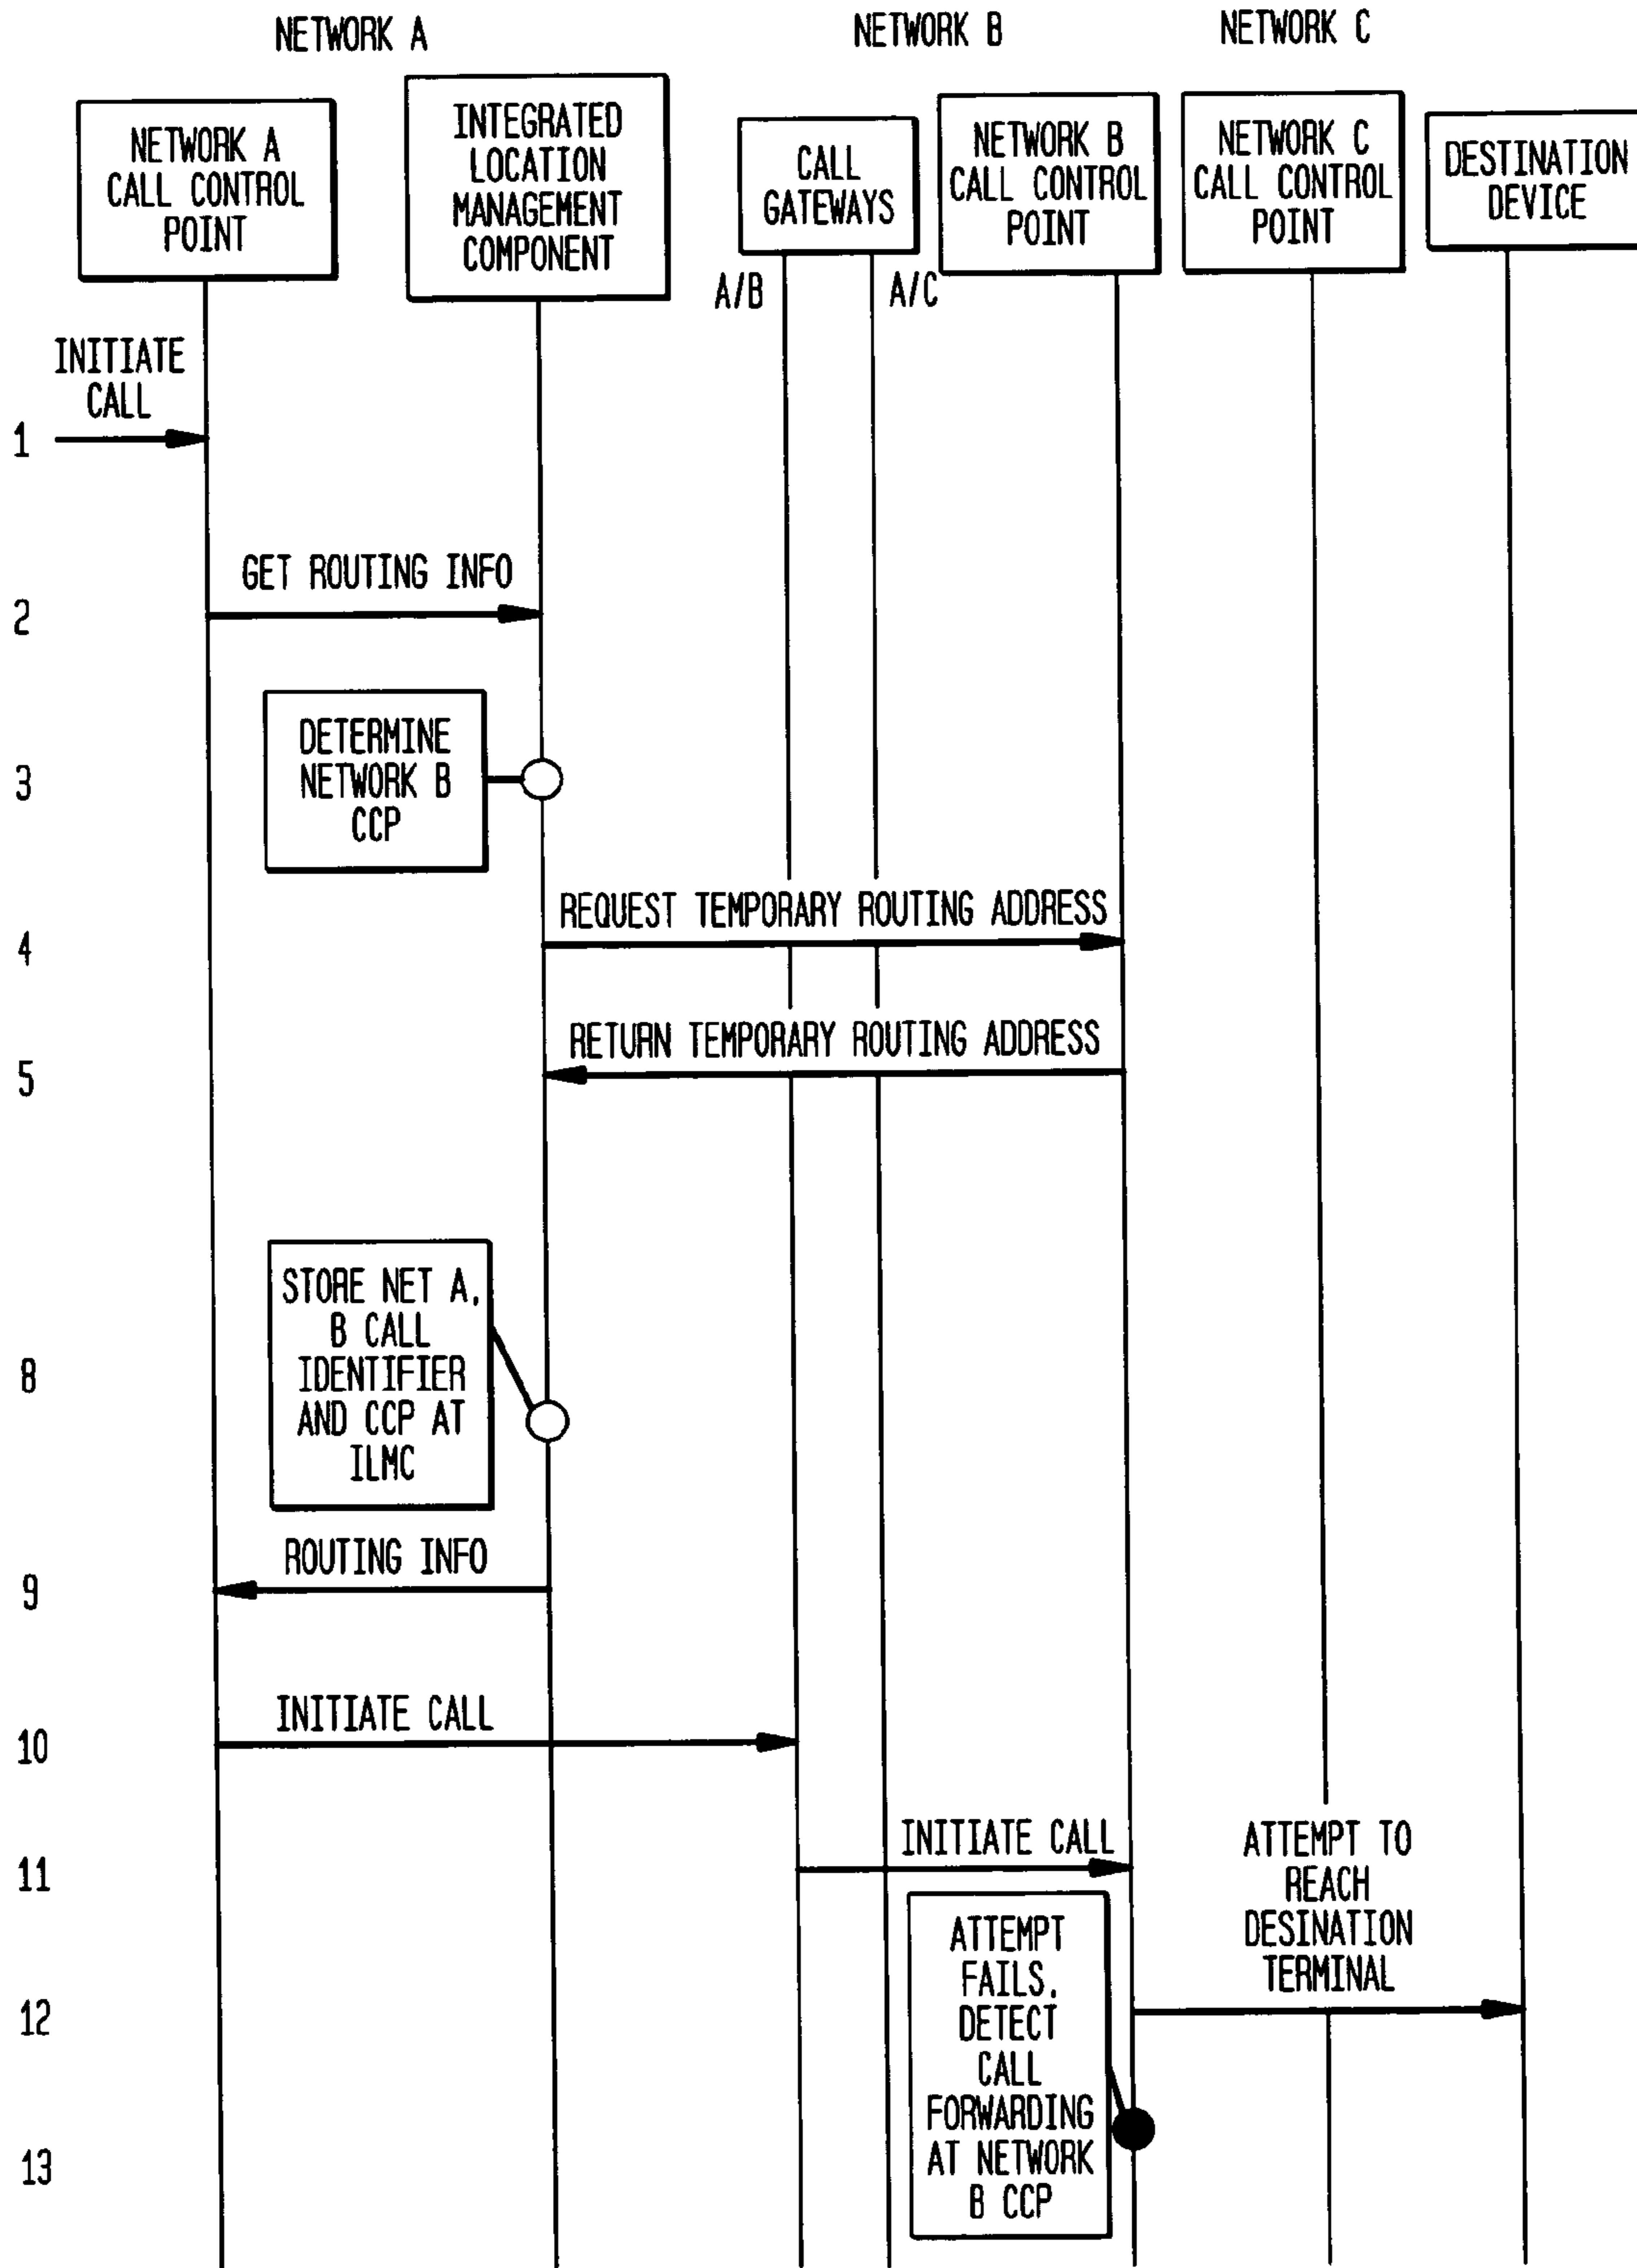 NETWORK A
NETWORK B
NETWORK C
NETWORK A
CALL CONTROL
POINT
INTEGRATED
LOCATION
MANAGEMENT
COMPONENT
CALL
GATEWAYS
NETWORK B
CALL CONTROL
POINT
NETWORK C
CALL CONTROL
POINT
DESTINATION
DEVICE
A/B
A/C
INITIATE
CALL
1
GET ROUTING INFO
2
DETERMINE
NETWORK B
CCP
3
REQUEST TEMPORARY ROUTING ADDRESS
4
RETURN TEMPORARY ROUTING ADDRESS
5
STORE NET A,
B CALL
IDENTIFIER
AND CCP AT
ILMC
8
ROUTING INFO
9
INITIATE CALL
10
INITIATE CALL
11
ATTEMPT TO
REACH
DESINATION
TERMINAL
12
ATTEMPT
FAILS,
DETECT
CALL
FORWARDING
AT NETWORK
B CCP
13